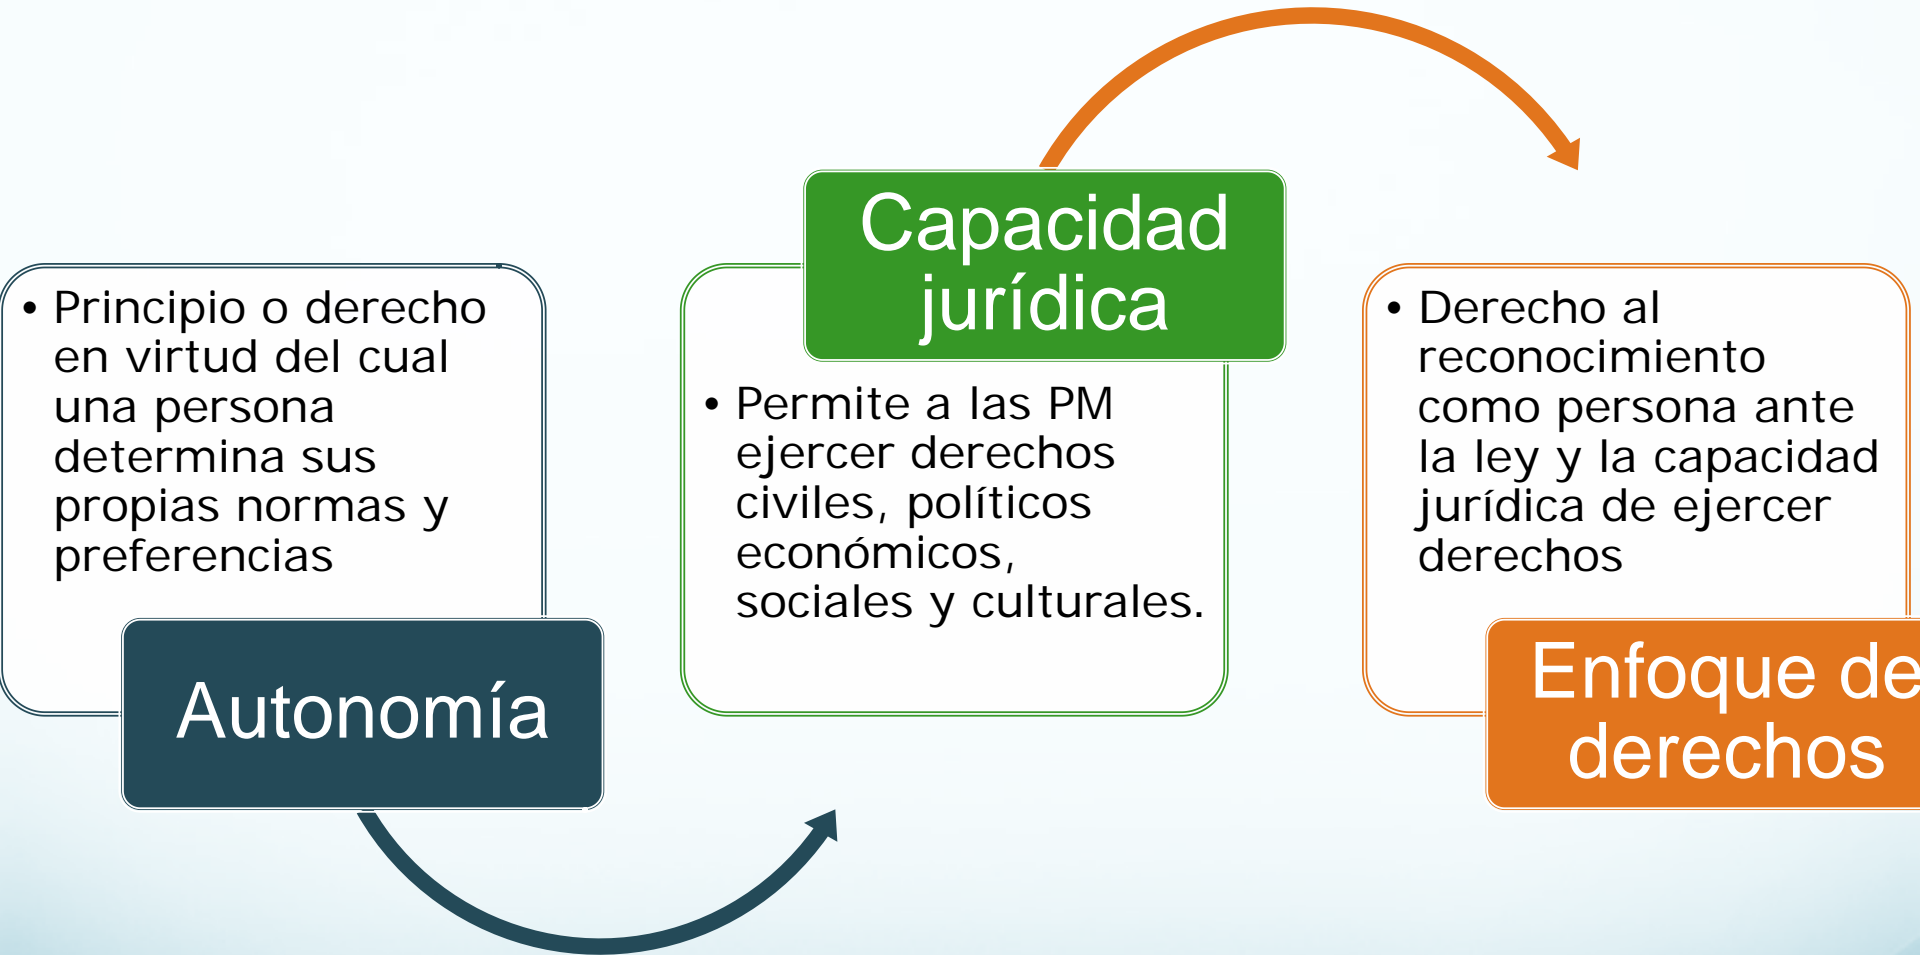 • Principio o derecho
en virtud del cual
una persona
determina sus
propias normas y
preferencias
Autonomía
Capacidad
jurídica
• Permite a las PM
ejercer derechos
civiles, políticos
económicos,
sociales y culturales.
• Derecho al
reconocimiento
como persona ante
la ley y la capacidad
jurídica de ejercer
derechos
Enfoque de
derechos